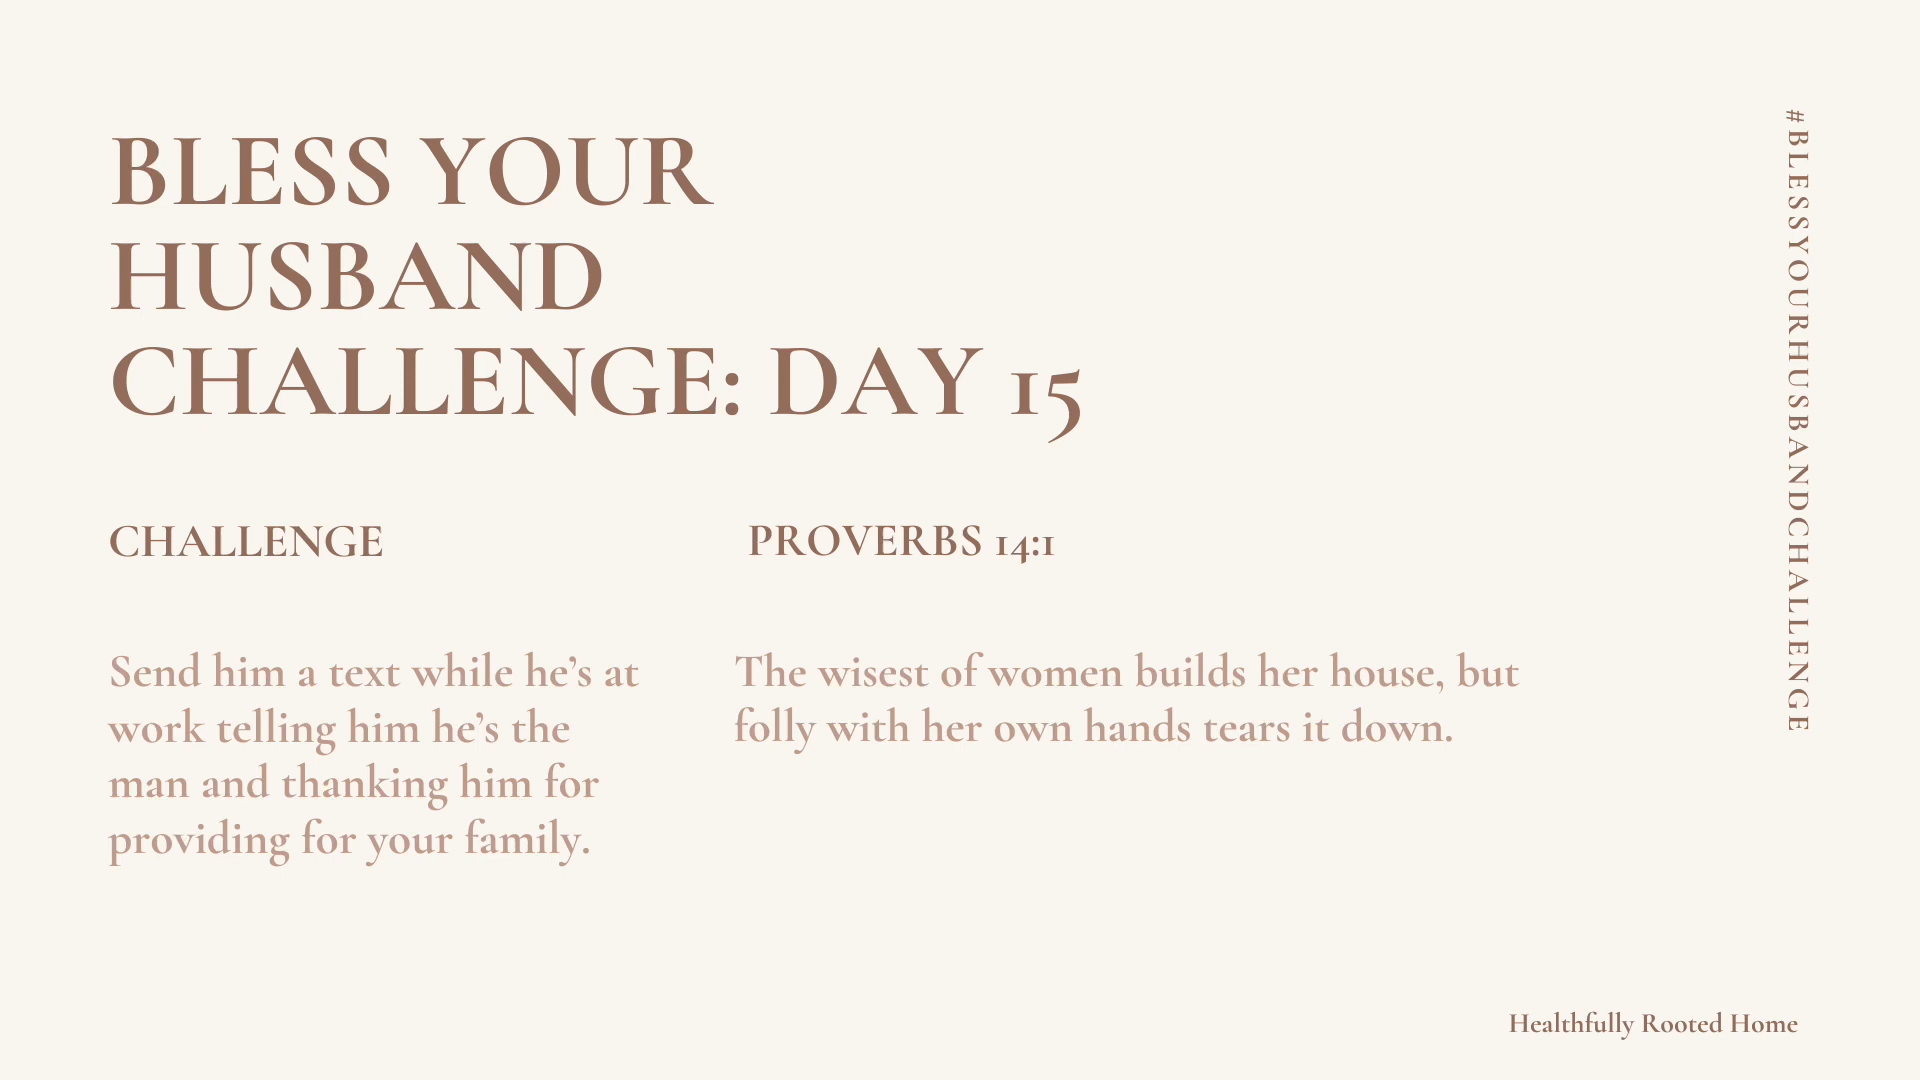 BLESS YOUR
HUSBAND
CHALLENGE: DAY 15
CHALLENGE
Send him a text while he’s at
work telling him he’s the
man and thanking him for
providing for your family.
PROVERBS 14:1
The wisest of women builds her house, but
folly with her own hands tears it down.
#BLESSYOURHUSBANDCHALLENGE
Healthfully Rooted Home